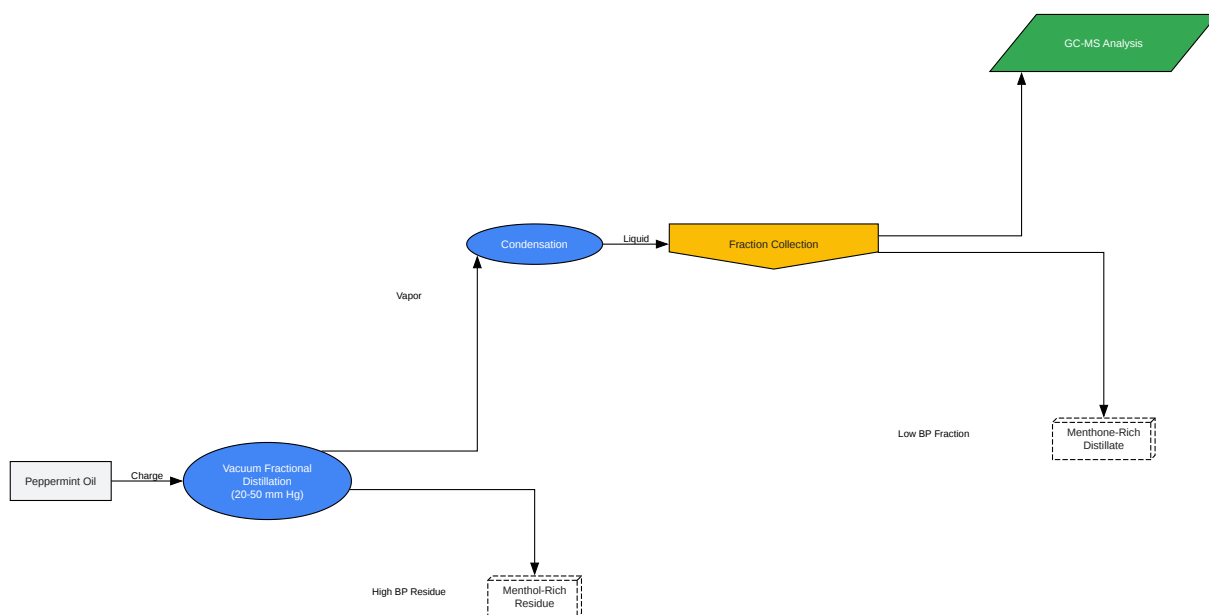 GC-MS Analysis
Condensation
Liquid
Fraction Collection
Vapor
Low BP Fraction
Menthone-Rich
Distillate
Peppermint Oil
Charge
Vacuum Fractional
Distillation
(20-50 mm Hg)
High BP Residue
Menthol-Rich
Residue